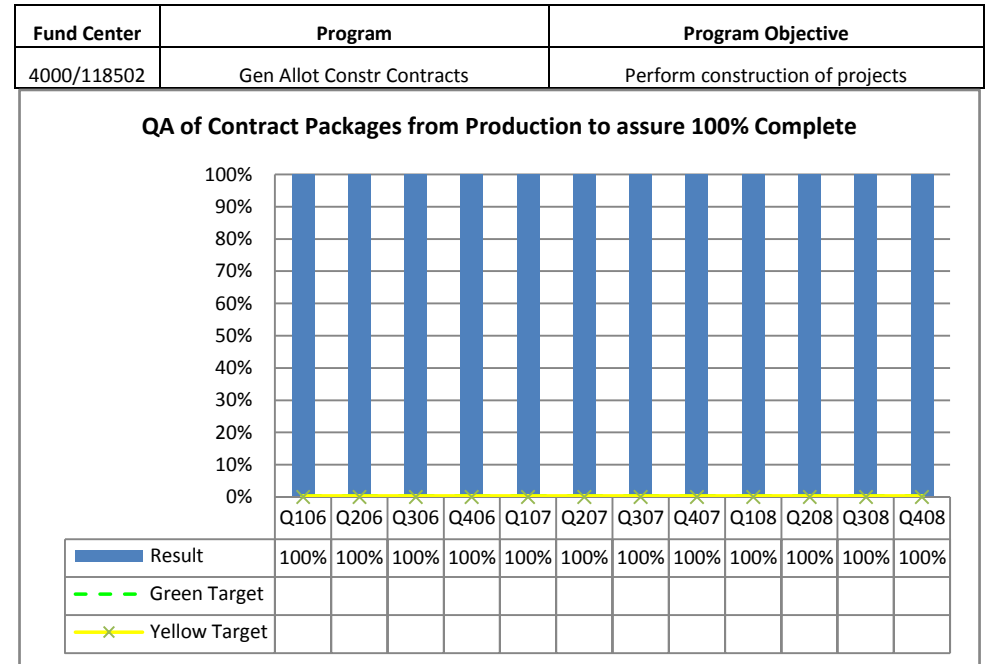 Fund Center Program Program Objective
4000/118502 Gen Allot Constr Contracts Perform construction of projects
QA of Contract Packages from Production to assure 100% Complete
100%
90%
80%
70%
60%
50%
40%
30%
20%
10%
0%
Q106 Q206 Q306 Q406 Q107 Q207 Q307 Q407 Q108 Q208 Q308 Q408
Result 100% 100% 100% 100% 100% 100% 100% 100% 100% 100% 100% 100%
Green Target
Yellow Target